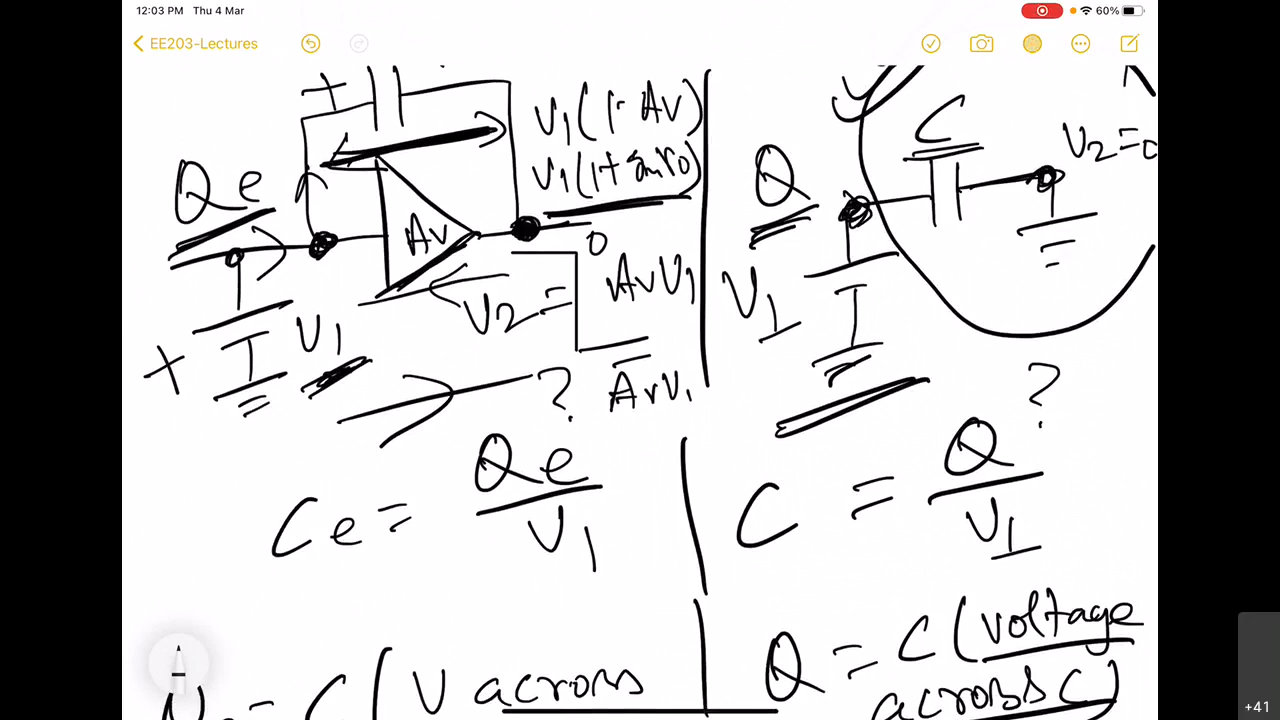 12:03 PM Thu 4 Mar
60%
EE203-Lectures
+
V1(1-Av)
V1(1+gmro)
Qe
Av
0
V2 =
AvV1
AvV1
+
V1
?
Ce = Qe/V1
Q
C
V2=0
V1
?
C = Q/V1
= C(V across
Q = C(voltage
across C)
+41